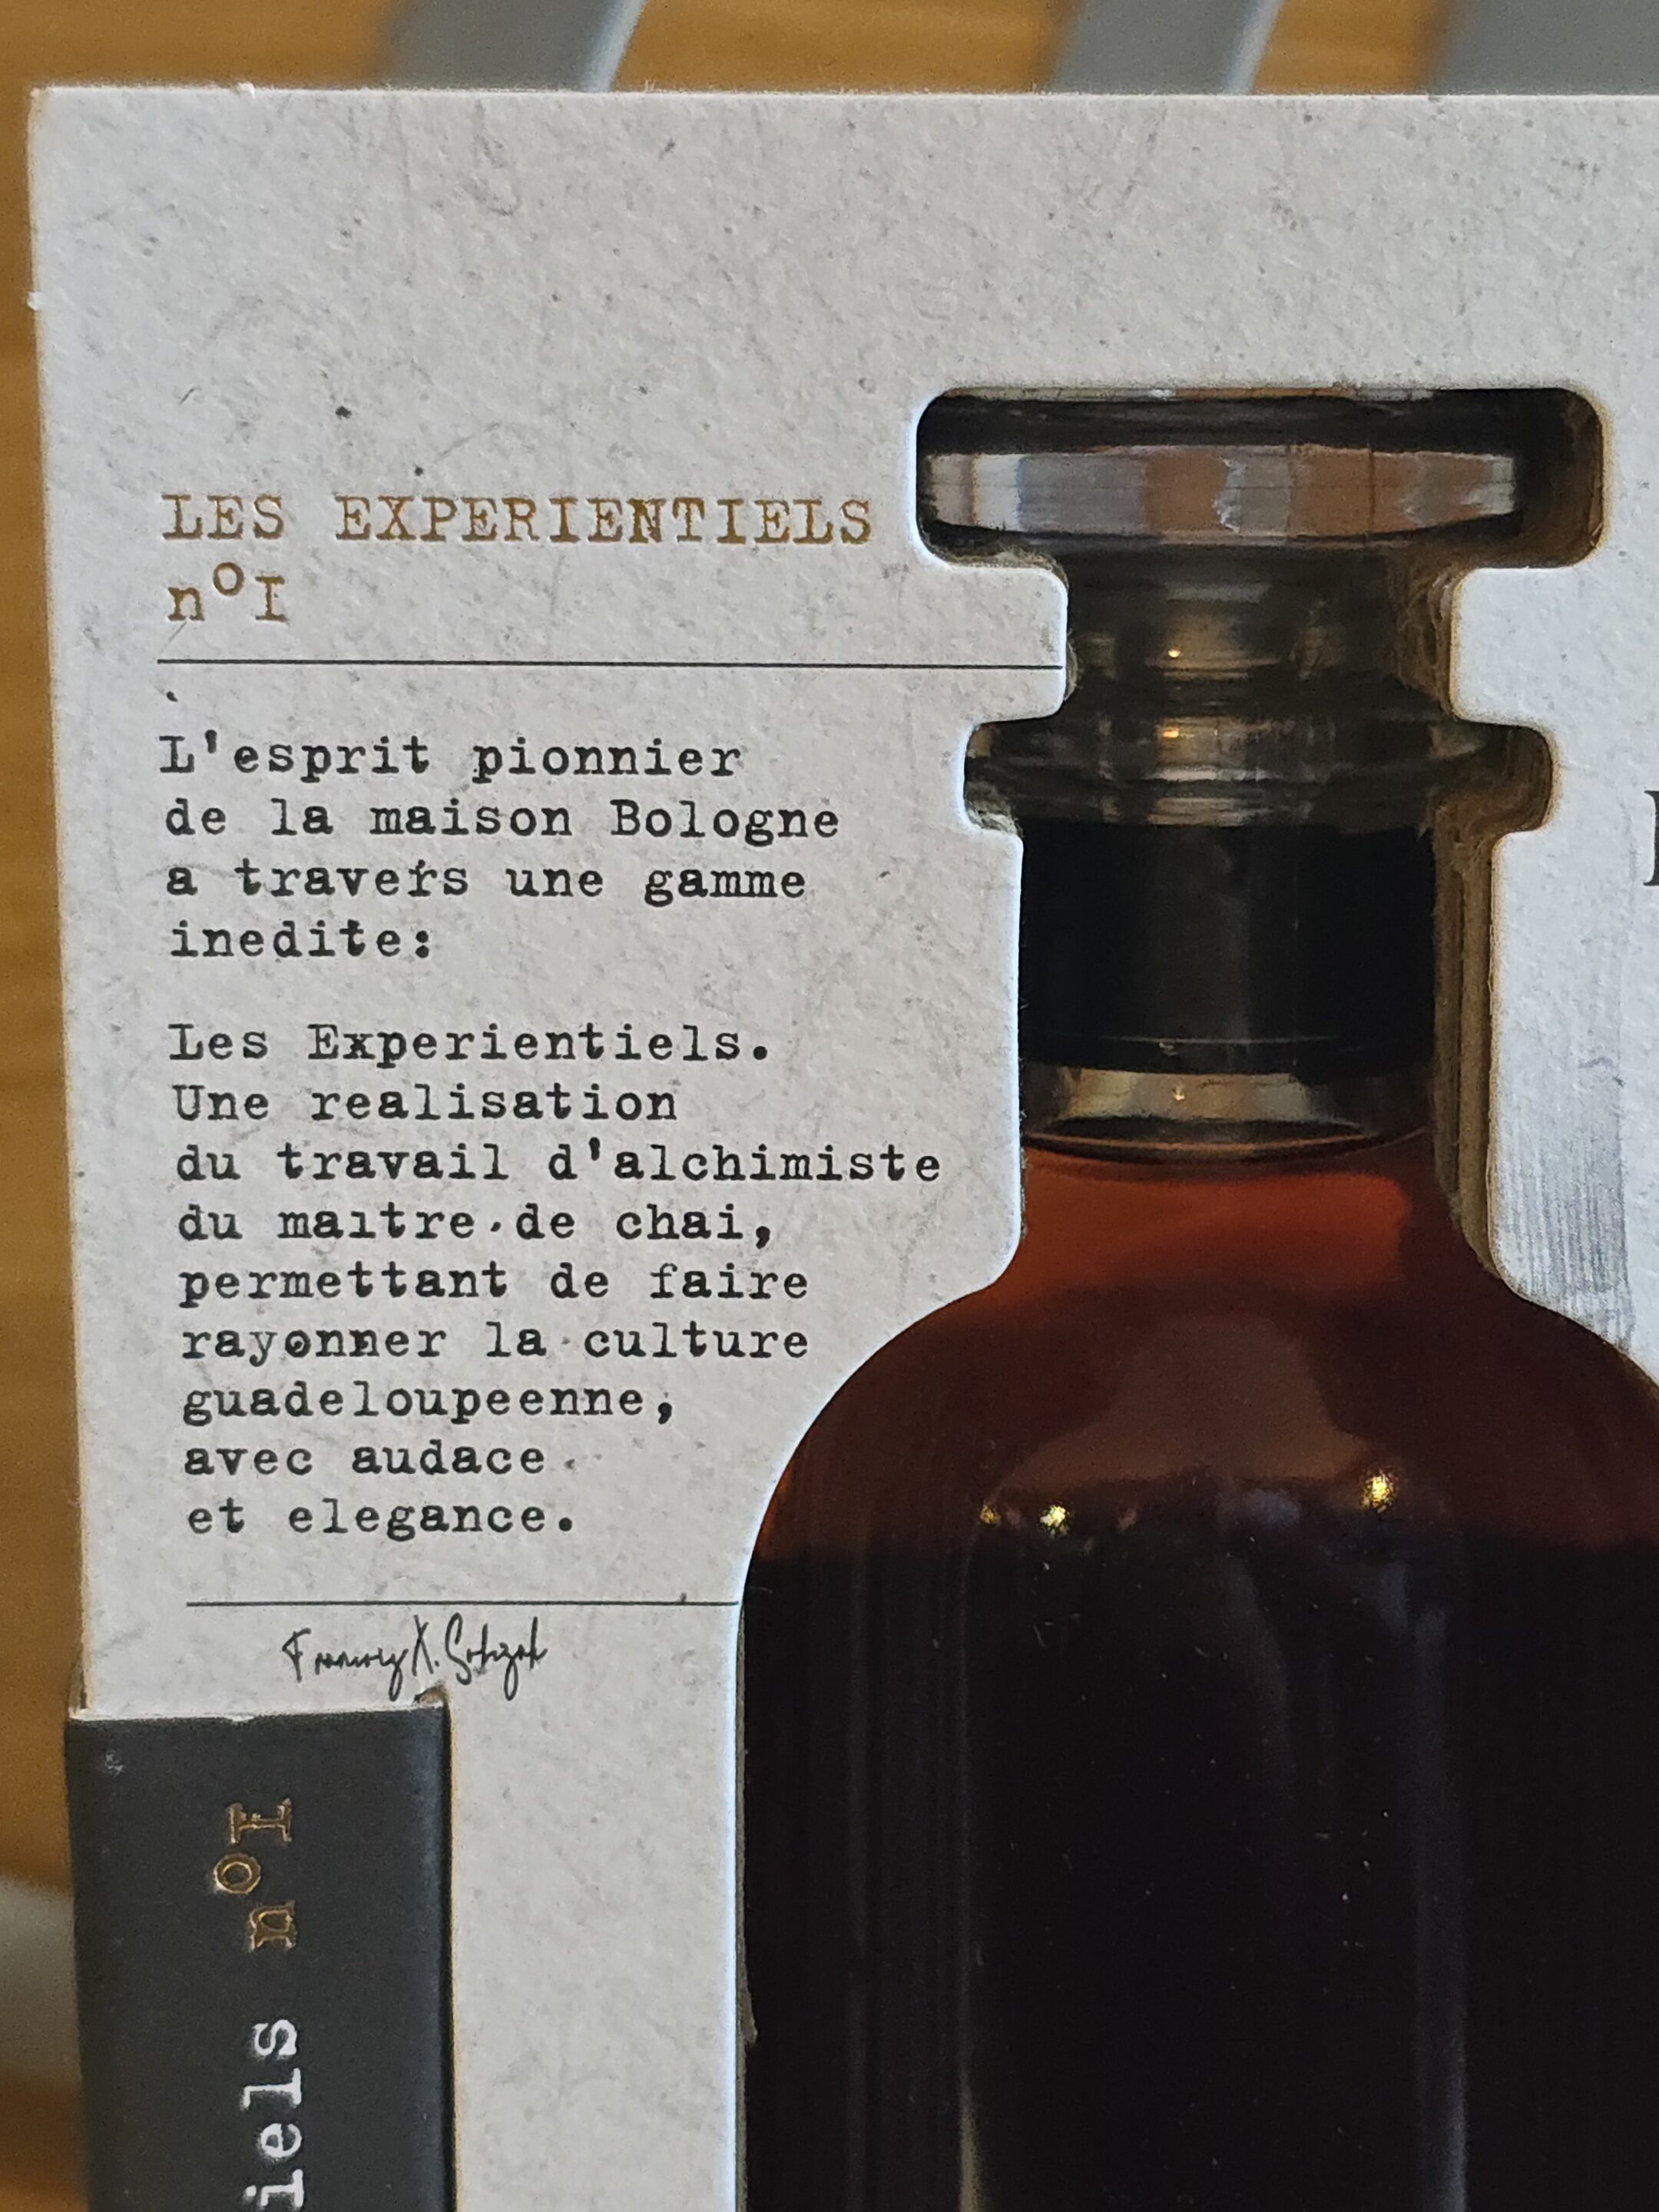 LES EXPERIENTIELS
n°I
L'esprit pionnier
de la maison Bologne
a travers une gamme
inedite:
Les Experientiels.
Une realisation
du travail d'alchimiste
du maitre de chai,
permettant de faire
rayonner la culture
guadeloupeenne,
avec audace
et elegance.
iels n°I